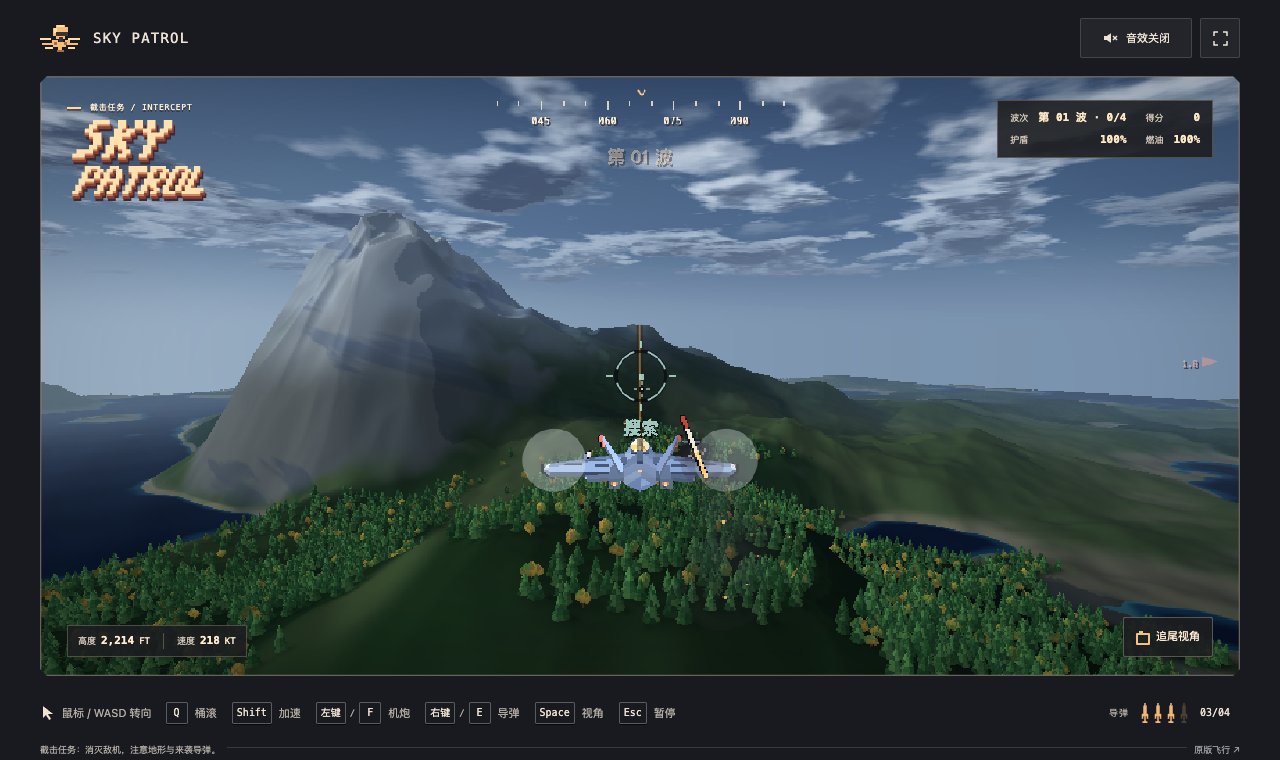 SKY PATROL
音效关闭
截击任务 / INTERCEPT
SKY
PATROL
045 060 075 090
第 01 波
波次 第 01 波 · 0/4 得分 0
护盾 100% 燃油 100%
1.8
搜索
高度 2,214 FT 速度 218 KT
追尾视角
鼠标 / WASD 转向 Q 桶滚 Shift 加速 左键 / F 机炮 右键 / E 导弹 Space 视角 Esc 暂停
导弹 03/04
截击任务：消灭敌机，注意地形与来袭导弹。
原版飞行 ↗